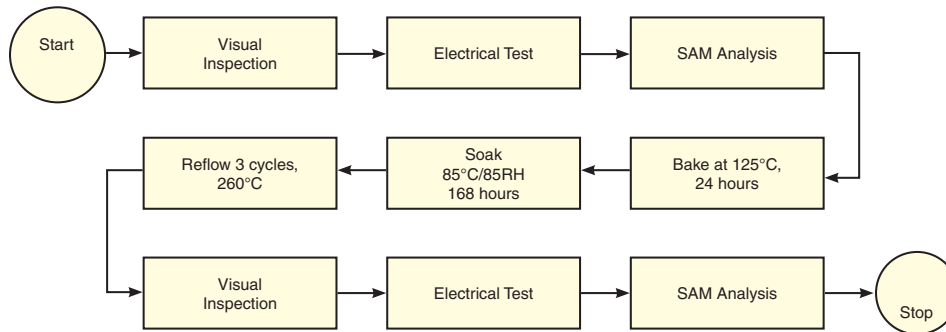 Start
Visual
Inspection
Electrical Test
SAM Analysis
Bake at 125°C,
24 hours
Soak
85°C/85RH
168 hours
Reflow 3 cycles,
260°C
Visual
Inspection
Electrical Test
SAM Analysis
Stop